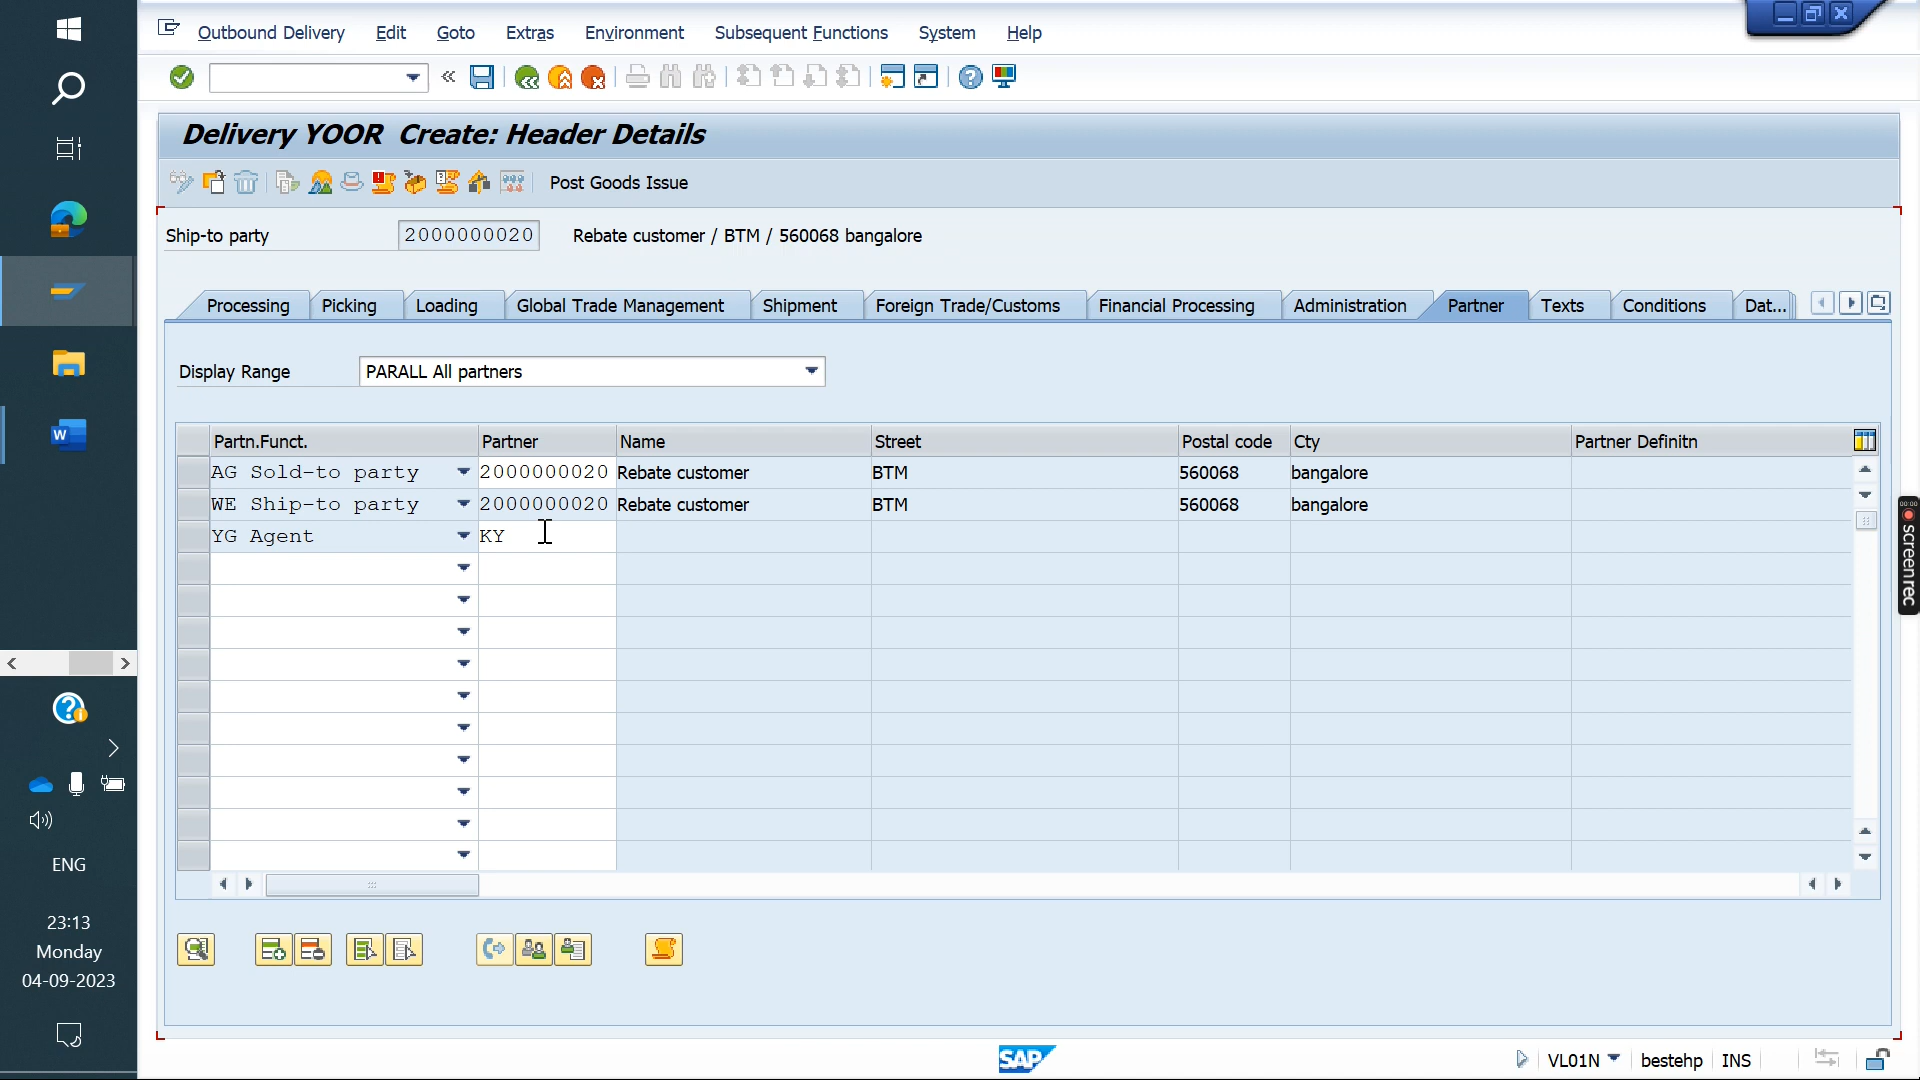 Outbound Delivery Edit Goto Extras Environment Subsequent Functions System Help
Delivery YOOR Create: Header Details
Post Goods Issue
Ship-to party 2000000020 Rebate customer / BTM / 560068 bangalore
Processing Picking Loading Global Trade Management Shipment Foreign Trade/Customs Financial Processing Administration Partner Texts Conditions Dat...
Display Range PARALL All partners
Partn.Funct. Partner Name Street Postal code Cty Partner Definitn
AG Sold-to party 2000000020 Rebate customer BTM 560068 bangalore
WE Ship-to party 2000000020 Rebate customer BTM 560068 bangalore
YG Agent KY
W
ENG
23:13
Monday
04-09-2023
00:00
screenrec
SAP
VL01N bestehp INS